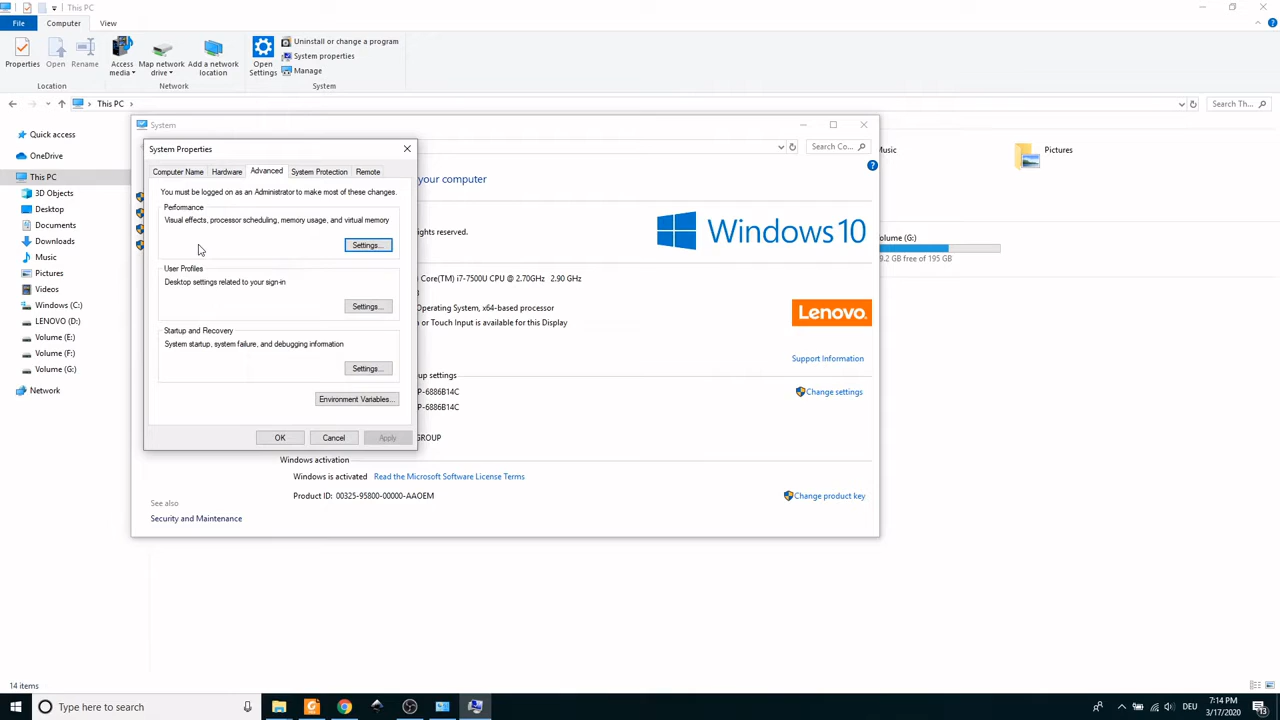 This PC
File
Computer
View
Properties
Open
Rename
Access media
Map network drive
Add a network location
Open Settings
Uninstall or change a program
System properties
Manage
Location
Network
System
This PC
Search Th...
Quick access
OneDrive
This PC
3D Objects
Desktop
Documents
Downloads
Music
Pictures
Videos
Windows (C:)
LENOVO (D:)
Volume (E:)
Volume (F:)
Volume (G:)
Network
System
Search Co...
System Properties
Computer Name
Hardware
Advanced
System Protection
Remote
You must be logged on as an Administrator to make most of these changes.
Performance
Visual effects, processor scheduling, memory usage, and virtual memory
Settings...
User Profiles
Desktop settings related to your sign-in
Settings...
Startup and Recovery
System startup, system failure, and debugging information
Settings...
Environment Variables...
OK
Cancel
Apply
your computer
ights reserved.
Windows 10
Core(TM) i7-7500U CPU @ 2.70GHz 2.90 GHz
Operating System, x64-based processor
n or Touch Input is available for this Display
Lenovo
Support Information
up settings
P-6886B14C
P-6886B14C
Change settings
GROUP
Windows activation
Windows is activated Read the Microsoft Software License Terms
Product ID: 00325-95800-00000-AAOEM
Change product key
See also
Security and Maintenance
Music
Pictures
olume (G:)
9.2 GB free of 195 GB
14 items
Type here to search
DEU
7:14 PM
3/17/2020
13